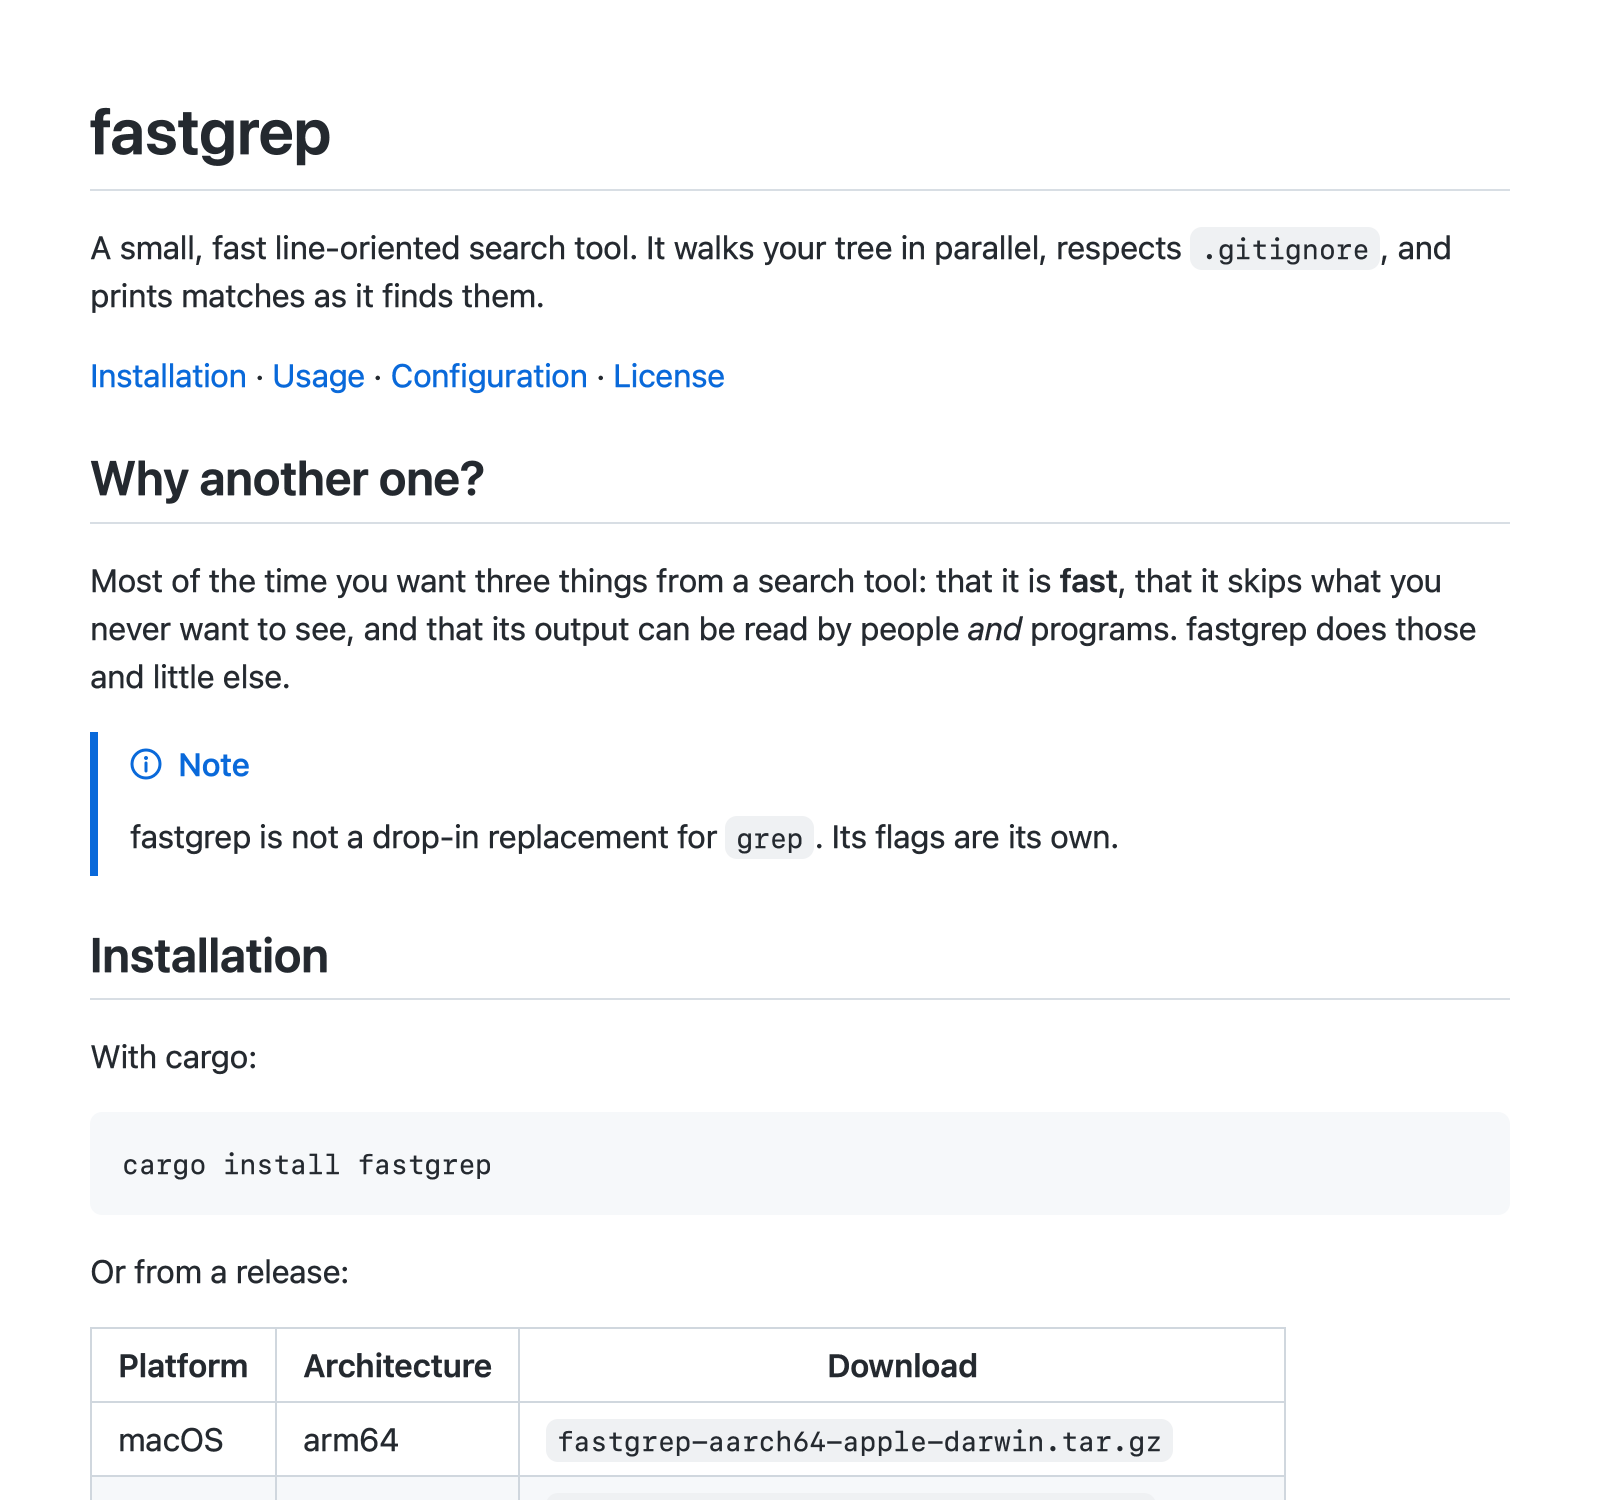 fastgrep
A small, fast line-oriented search tool. It walks your tree in parallel, respects .gitignore, and
prints matches as it finds them.
Installation · Usage · Configuration · License
Why another one?
Most of the time you want three things from a search tool: that it is fast, that it skips what you
never want to see, and that its output can be read by people and programs. fastgrep does those
and little else.
Note
fastgrep is not a drop-in replacement for grep. Its flags are its own.
Installation
With cargo:
cargo install fastgrep
Or from a release:
Platform Architecture Download
macOS arm64 fastgrep-aarch64-apple-darwin.tar.gz